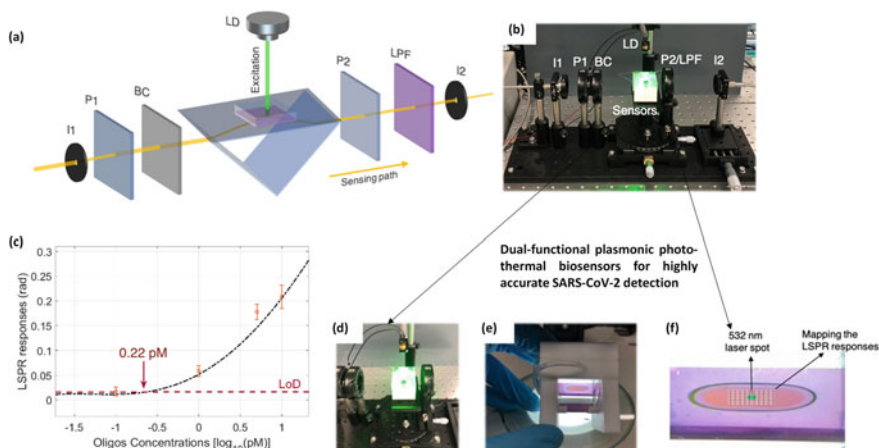 (a)
LD
Excitation
P2
LPF
I2
P1
BC
I1
Sensing path
(b)
LD
I1
P1
BC
P2/LPF
I2
Sensors
(c)
LSPR responses (rad)
0.3
0.25
0.2
0.15
0.1
0.05
0
0.22 pM
LoD
-1.5
-1
-0.5
0
0.5
1
Oligos Concentrations [log10(pM)]
Dual-functional plasmonic photo-
thermal biosensors for highly
accurate SARS-CoV-2 detection
(d)
(e)
(f)
532 nm
laser spot
Mapping the
LSPR responses